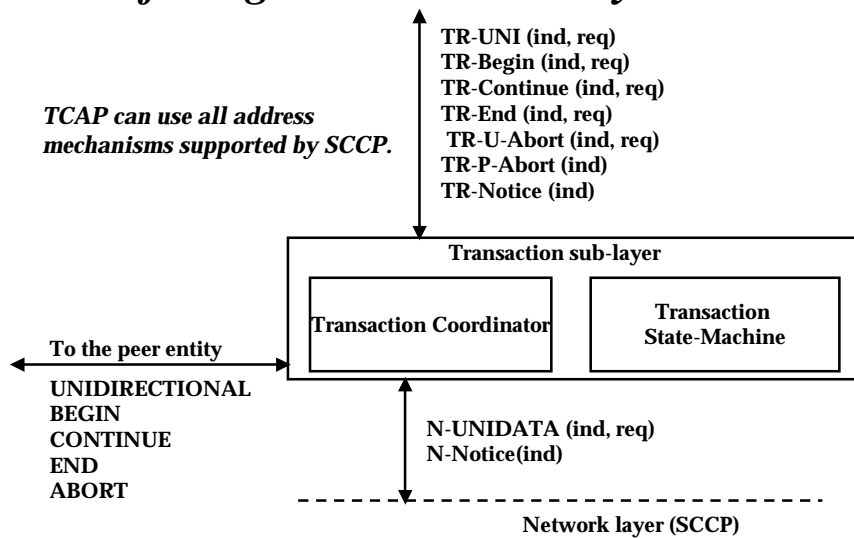 TR-UNI (ind, req)
TR-Begin (ind, req)
TR-Continue (ind, req)
TR-End (ind, req)
TR-U-Abort (ind, req)
TR-P-Abort (ind)
TR-Notice (ind)
TCAP can use all address
mechanisms supported by SCCP.
Transaction sub-layer
Transaction Coordinator
Transaction
State-Machine
To the peer entity
UNIDIRECTIONAL
BEGIN
CONTINUE
END
ABORT
N-UNIDATA (ind, req)
N-Notice(ind)
Network layer (SCCP)